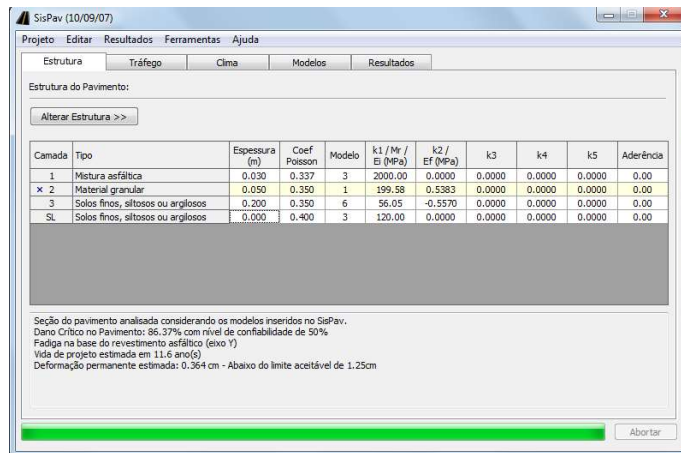 SisPav (10/09/07)
Projeto Editar Resultados Ferramentas Ajuda
Estrutura Tráfego Clima Modelos Resultados
Estrutura do Pavimento:
Alterar Estrutura >>
Camada Tipo Espessura (m) Coef Poisson Modelo k1 / Mr / Ei (MPa) k2 / Ef (MPa) k3 k4 k5 Aderência
1 Mistura asfáltica 0.030 0.337 3 2000.00 0.0000 0.0000 0.0000 0.0000 0.00
× 2 Material granular 0.050 0.350 1 199.58 0.5383 0.0000 0.0000 0.0000 0.00
3 Solos finos, siltosos ou argilosos 0.200 0.350 6 56.05 -0.5570 0.0000 0.0000 0.0000 0.00
SL Solos finos, siltosos ou argilosos 0.000 0.400 3 120.00 0.0000 0.0000 0.0000 0.0000 0.00
Seção do pavimento analisada considerando os modelos inseridos no SisPav.
Dano Crítico no Pavimento: 86.37% com nível de confiabilidade de 50%
Fadiga na base do revestimento asfáltico (eixo Y)
Vida de projeto estimada em 11.6 ano(s)
Deformação permanente estimada: 0.364 cm - Abaixo do limite aceitável de 1.25cm
Abortar